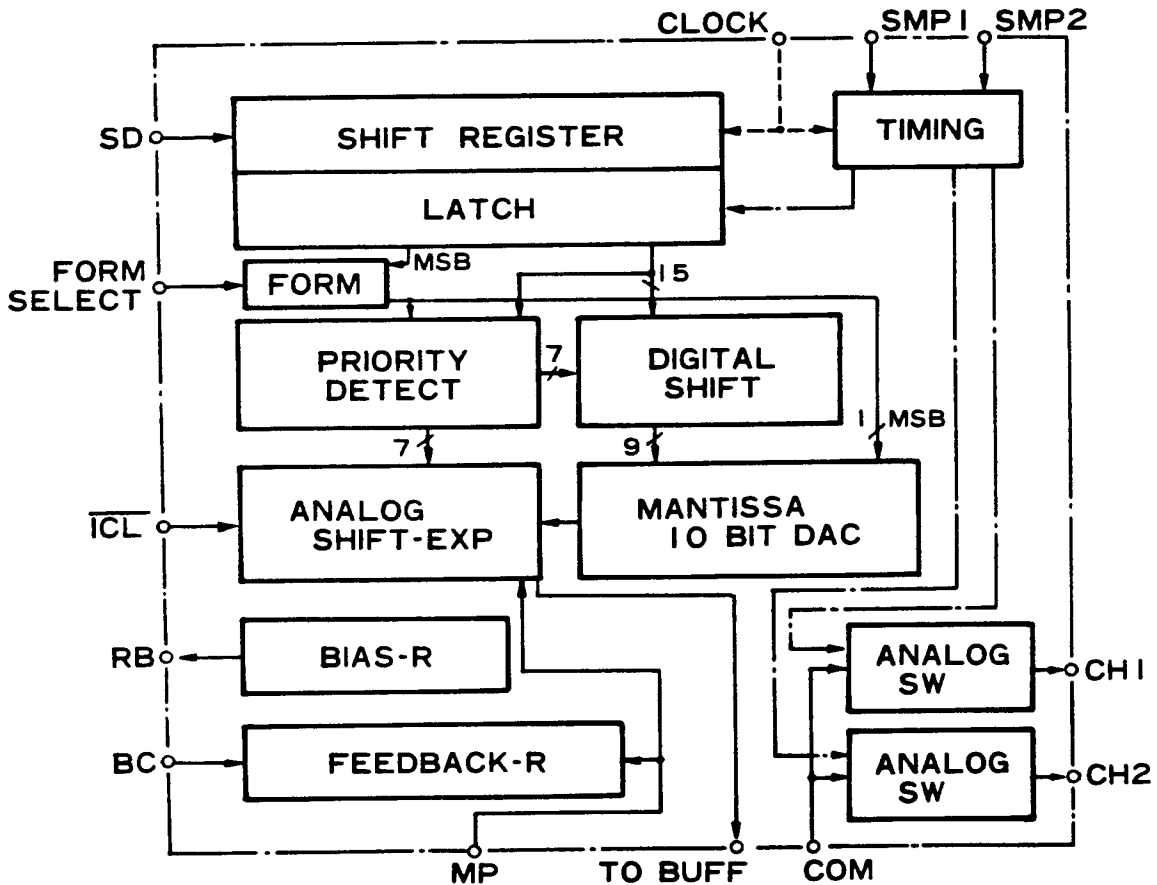 CLOCK
SMP1
SMP2
SD
SHIFT REGISTER
TIMING
LATCH
MSB
FORM
SELECT
FORM
15
PRIORITY
DETECT
7
DIGITAL
SHIFT
7
9
1
MSB
ICL
ANALOG
SHIFT-EXP
MANTISSA
10 BIT DAC
RB
BIAS-R
ANALOG
SW
CH1
BC
FEEDBACK-R
ANALOG
SW
CH2
MP
TO BUFF
COM